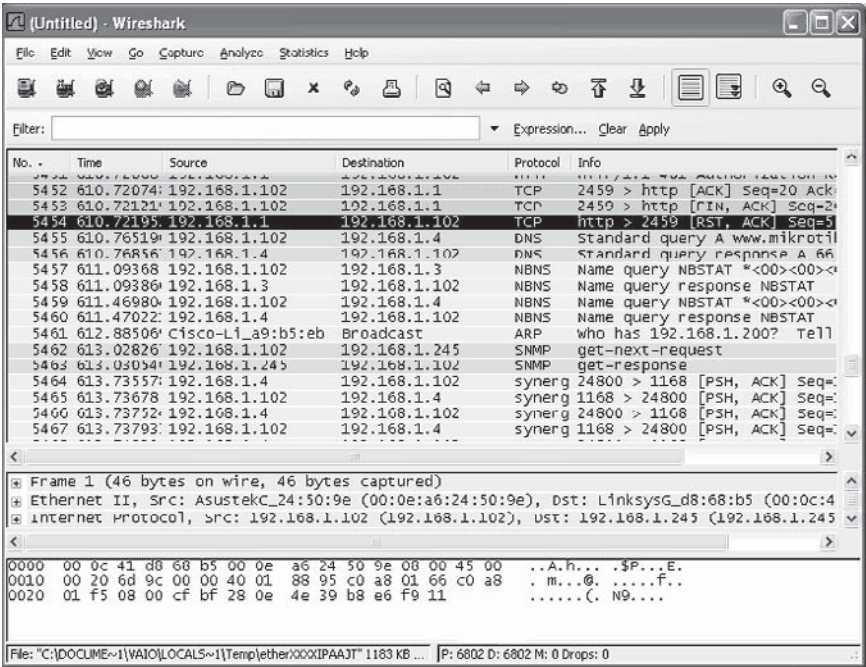 (Untitled) - Wireshark
File Edit View Go Capture Analyze Statistics Help
Filter: Expression... Clear Apply
No. - Time Source Destination Protocol Info
5452 610.72074 192.168.1.102 192.168.1.1 TCP 2459 > http [ACK] Seq=20 Ack
5453 610.72121 192.168.1.102 192.168.1.1 TCP 2459 > http [FIN, ACK] Seq=2
5454 610.72195 192.168.1.1 192.168.1.102 TCP http > 2459 [RST, ACK] Seq=5
5455 610.76519 192.168.1.102 192.168.1.4 DNS Standard query A www.mikroti
5456 610.76856 192.168.1.4 192.168.1.102 DNS Standard query response A 66
5457 611.09368 192.168.1.102 192.168.1.3 NBNS Name query NBSTAT *<00><00><
5458 611.09386 192.168.1.3 192.168.1.102 NBNS Name query response NBSTAT
5459 611.46980 192.168.1.102 192.168.1.4 NBNS Name query NBSTAT *<00><00><
5460 611.47022 192.168.1.4 192.168.1.102 NBNS Name query response NBSTAT
5461 612.88506 Cisco-Li_a9:b5:eb Broadcast ARP who has 192.168.1.200? Tell
5462 613.02826 192.168.1.102 192.168.1.245 SNMP get-next-request
5463 613.03054 192.168.1.245 192.168.1.102 SNMP get-response
5464 613.73557 192.168.1.4 192.168.1.102 synerg 24800 > 1168 [PSH, ACK] Seq=
5465 613.73678 192.168.1.102 192.168.1.4 synerg 1168 > 24800 [PSH, ACK] Seq=
5466 613.73752 192.168.1.4 192.168.1.102 synerg 24800 > 1168 [PSH, ACK] Seq=
5467 613.73793 192.168.1.102 192.168.1.4 synerg 1168 > 24800 [PSH, ACK] Seq=
Frame 1 (46 bytes on wire, 46 bytes captured)
Ethernet II, Src: AsustekC_24:50:9e (00:0e:a6:24:50:9e), Dst: LinksysG_d8:68:b5 (00:0c:4
Internet Protocol, Src: 192.168.1.102 (192.168.1.102), Dst: 192.168.1.245 (192.168.1.245
0000 00 0c 41 d8 68 b5 00 0e a6 24 50 9e 08 00 45 00 ..A.h... .$P...E.
0010 00 20 6d 9c 00 00 40 01 88 95 c0 a8 01 66 c0 a8 . m...@. .....f..
0020 01 f5 08 00 cf bf 28 0e 4e 39 b8 e6 f9 11 ......(. N9....
File: "C:\DOCUME~1\VAIO\LOCALS~1\Temp\etherXXXXIPAAJT" 1183 KB ... P: 6802 D: 6802 M: 0 Drops: 0